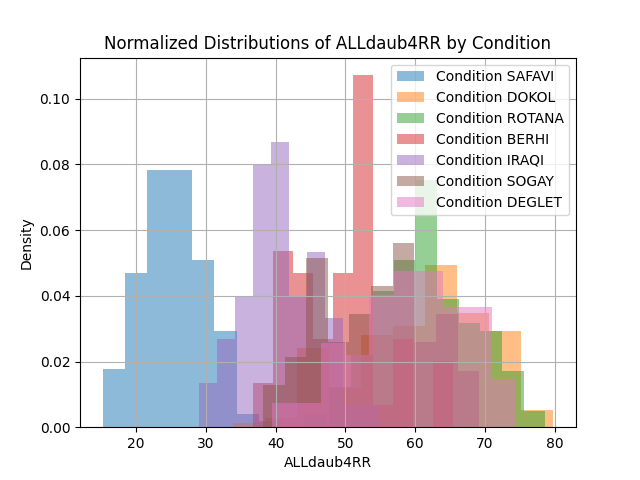 Normalized Distributions of ALLdaub4RR by Condition
Condition SAFAVI
Condition DOKOL
Condition ROTANA
Condition BERHI
Condition IRAQI
Condition SOGAY
Condition DEGLET
Density
0.10
0.08
0.06
0.04
0.02
0.00
20 30 40 50 60 70 80
ALLdaub4RR